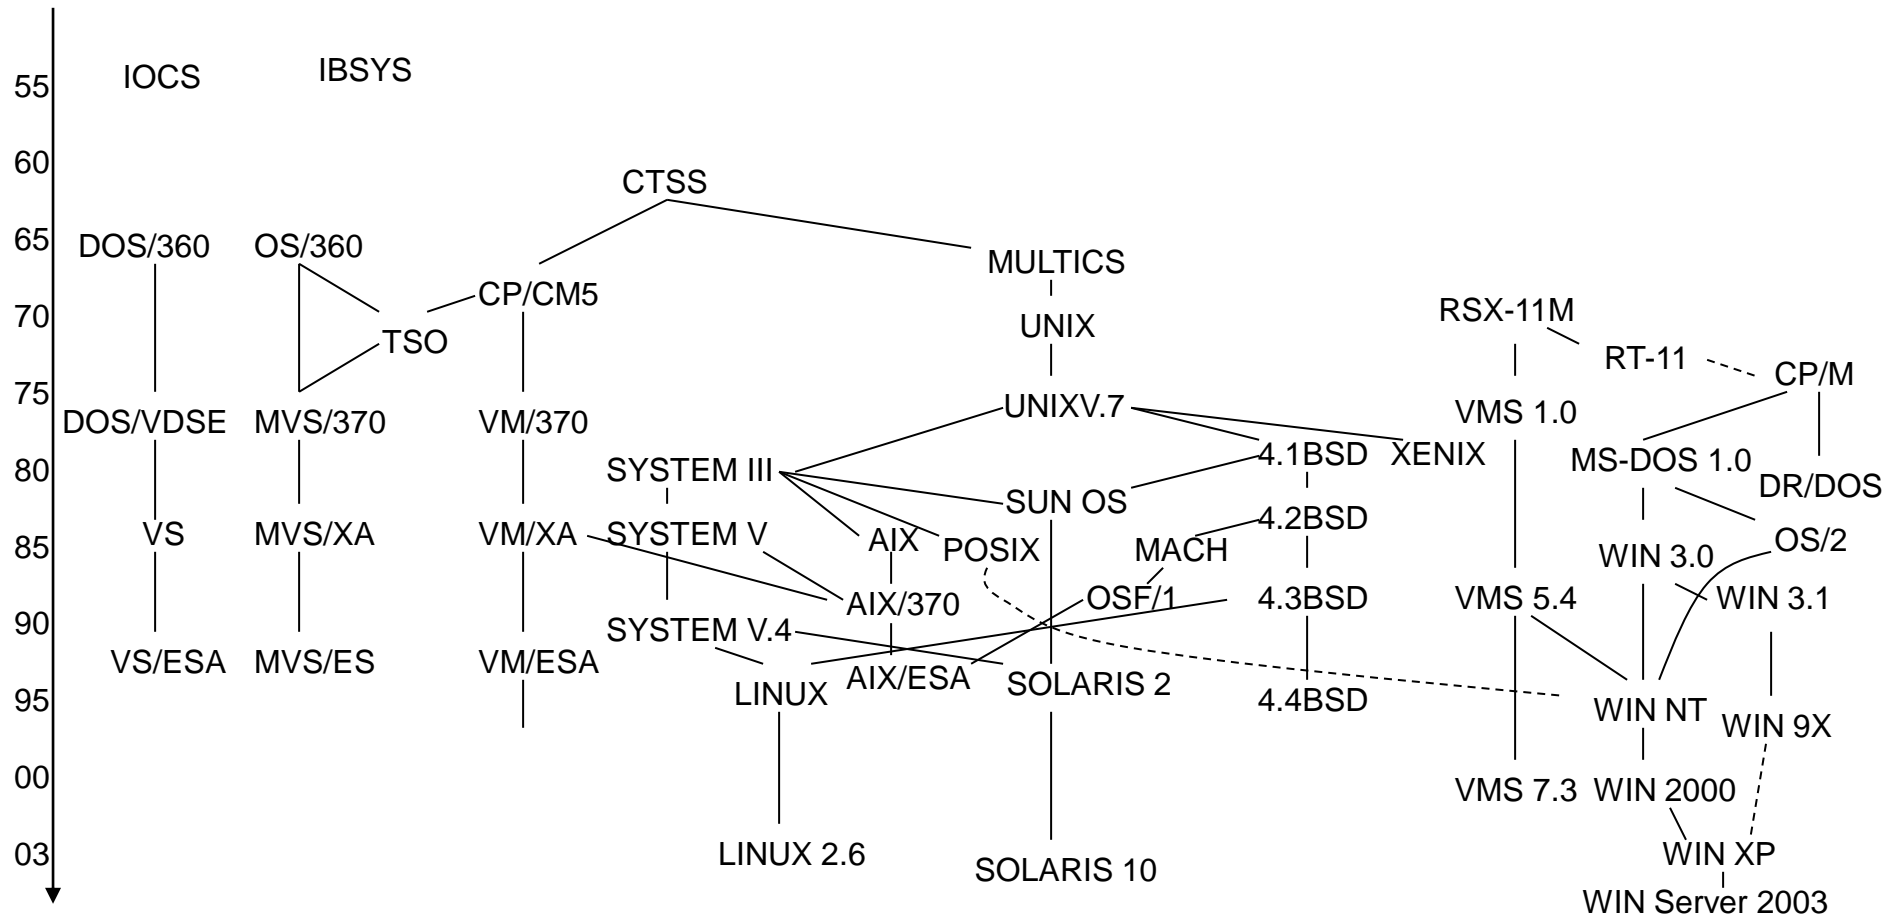 55
IOCS
IBSYS
60
CTSS
65
DOS/360
OS/360
MULTICS
CP/CM5
70
TSO
UNIX
RSX-11M
RT-11
CP/M
75
DOS/VDSE
MVS/370
VM/370
UNIXV.7
VMS 1.0
80
SYSTEM III
4.1BSD
XENIX
MS-DOS 1.0
DR/DOS
SUN OS
4.2BSD
VS
MVS/XA
VM/XA
SYSTEM V
AIX
POSIX
MACH
OS/2
85
WIN 3.0
AIX/370
OSF/1
4.3BSD
VMS 5.4
WIN 3.1
90
SYSTEM V.4
VS/ESA
MVS/ES
VM/ESA
LINUX
AIX/ESA
SOLARIS 2
95
4.4BSD
WIN NT
WIN 9X
00
VMS 7.3
WIN 2000
03
LINUX 2.6
SOLARIS 10
WIN XP
WIN Server 2003